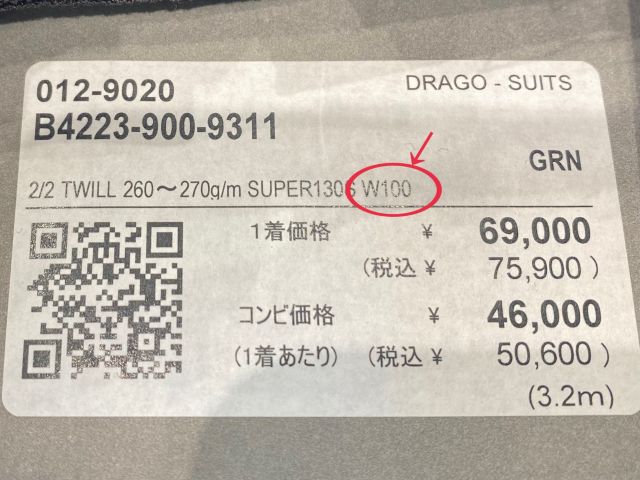 012-9020
DRAGO - SUITS
B4223-900-9311
GRN
2/2 TWILL 260～270g/m SUPER130S W100
1着価格 ¥ 69,000
(税込 ¥ 75,900 )
コンビ価格 ¥ 46,000
(1着あたり) (税込 ¥ 50,600 )
(3.2m)